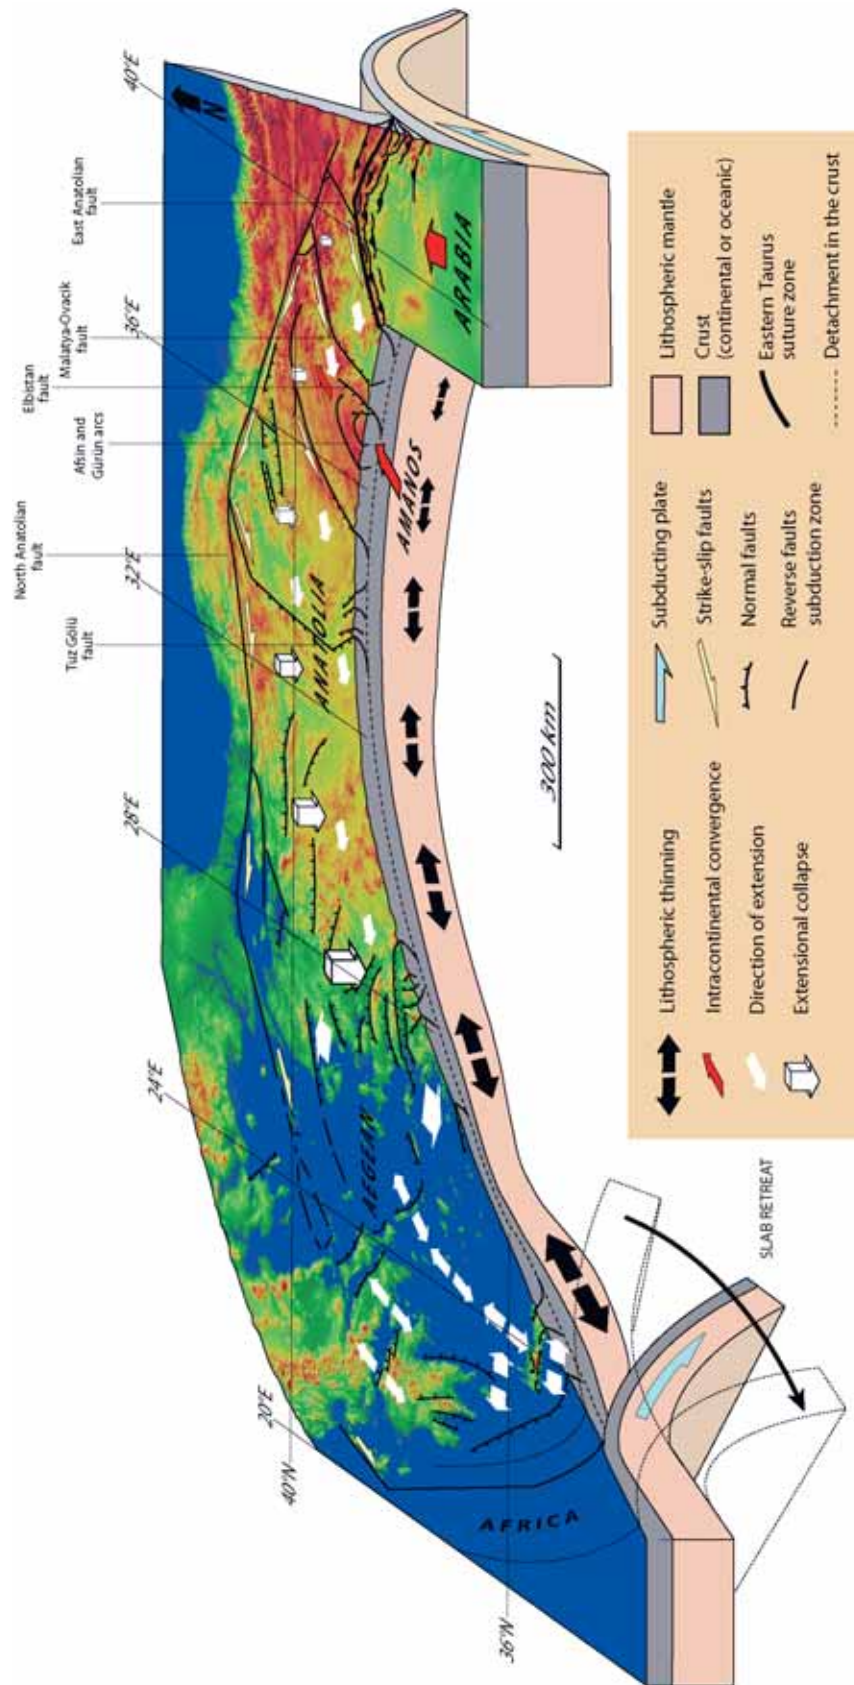 North Anatolian
fault
Tuz Gölü
fault
Elbistan
fault
Afsin and
Gürün arcs
Malatya-Ovacik
fault
East Anatolian
fault
20°E
24°E
28°E
32°E
36°E
40°E
40°N
36°N
N
AFRICA
AEGEAN
ANATOLIA
AMANOS
ARABIA
300 km
SLAB RETREAT
Lithospheric thinning
Intracontinental convergence
Direction of extension
Extensional collapse
Subducting plate
Strike-slip faults
Normal faults
Reverse faults
subduction zone
Lithospheric mantle
Crust
(continental or oceanic)
Eastern Taurus
suture zone
Detachment in the crust